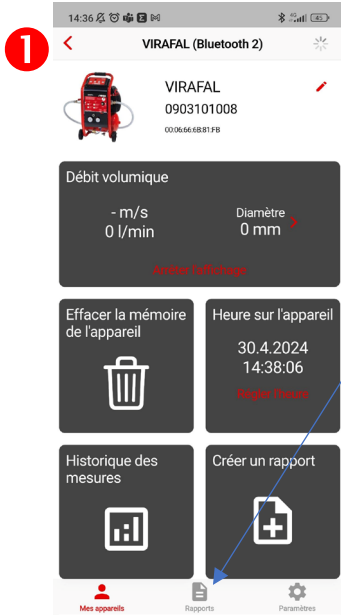 1
14:36
45
VIRAFAL (Bluetooth 2)
VIRAFAL
0903101008
00:06:66:6B:81:FB
Débit volumique
- m/s
0 l/min
Diamètre
0 mm
Arrêter l'affichage
Effacer la mémoire
de l'appareil
Heure sur l'appareil
30.4.2024
14:38:06
Régler l'heure
Historique des
mesures
Créer un rapport
Mes appareils
Rapports
Paramètres